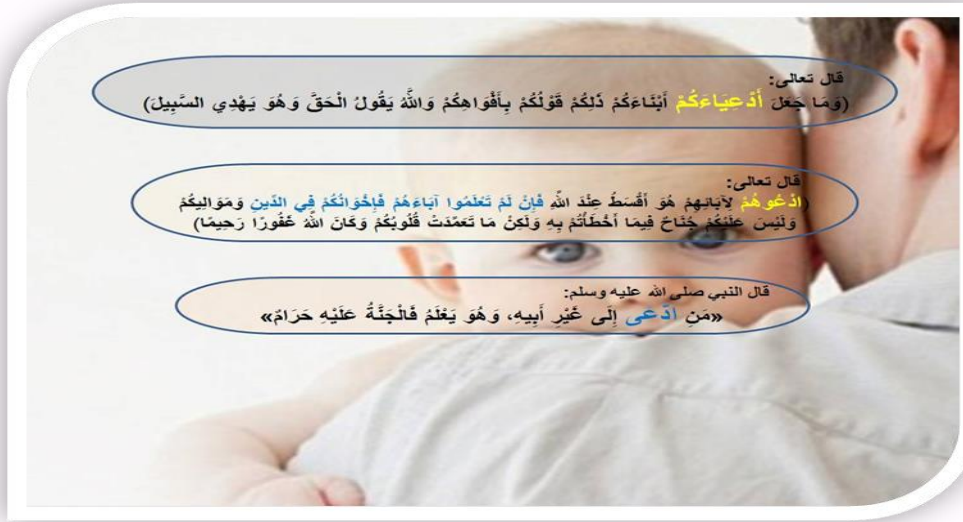 قال تعالى:
(وَمَا جَعَلَ أَدْعِيَاءَكُمْ أَبْنَاءَكُمْ ذَلِكُمْ قَوْلُكُمْ بِأَفْوَاهِكُمْ وَاللَّهُ يَقُولُ الْحَقَّ وَهُوَ يَهْدِي السَّبِيلَ)
قال تعالى:
(ادْعُوهُمْ لِآبَائِهِمْ هُوَ أَقْسَطُ عِنْدَ اللَّهِ فَإِنْ لَمْ تَعْلَمُوا آبَاءَهُمْ فَإِخْوَانُكُمْ فِي الدِّينِ وَمَوَالِيكُمْ
وَلَيْسَ عَلَيْكُمْ جُنَاحٌ فِيمَا أَخْطَأْتُمْ بِهِ وَلَكِنْ مَا تَعَمَّدَتْ قُلُوبُكُمْ وَكَانَ اللَّهُ غَفُورًا رَحِيمًا)
قال النبي صلى الله عليه وسلم:
«مَنِ ادَّعَى إِلَى غَيْرِ أَبِيهِ، وَهُوَ يَعْلَمُ فَالْجَنَّةُ عَلَيْهِ حَرَامٌ»